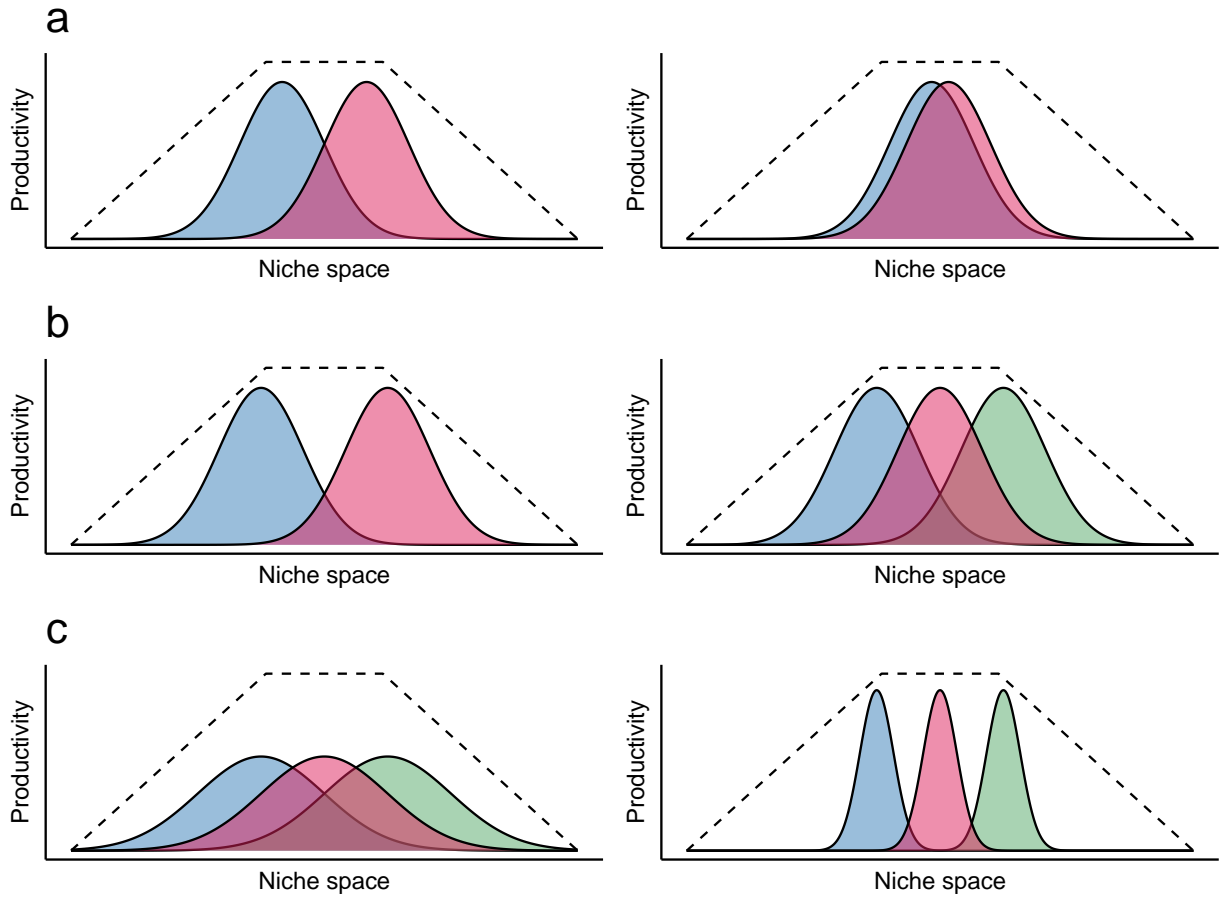 a
Productivity
Niche space
Productivity
Niche space
b
Productivity
Niche space
Productivity
Niche space
c
Productivity
Niche space
Productivity
Niche space